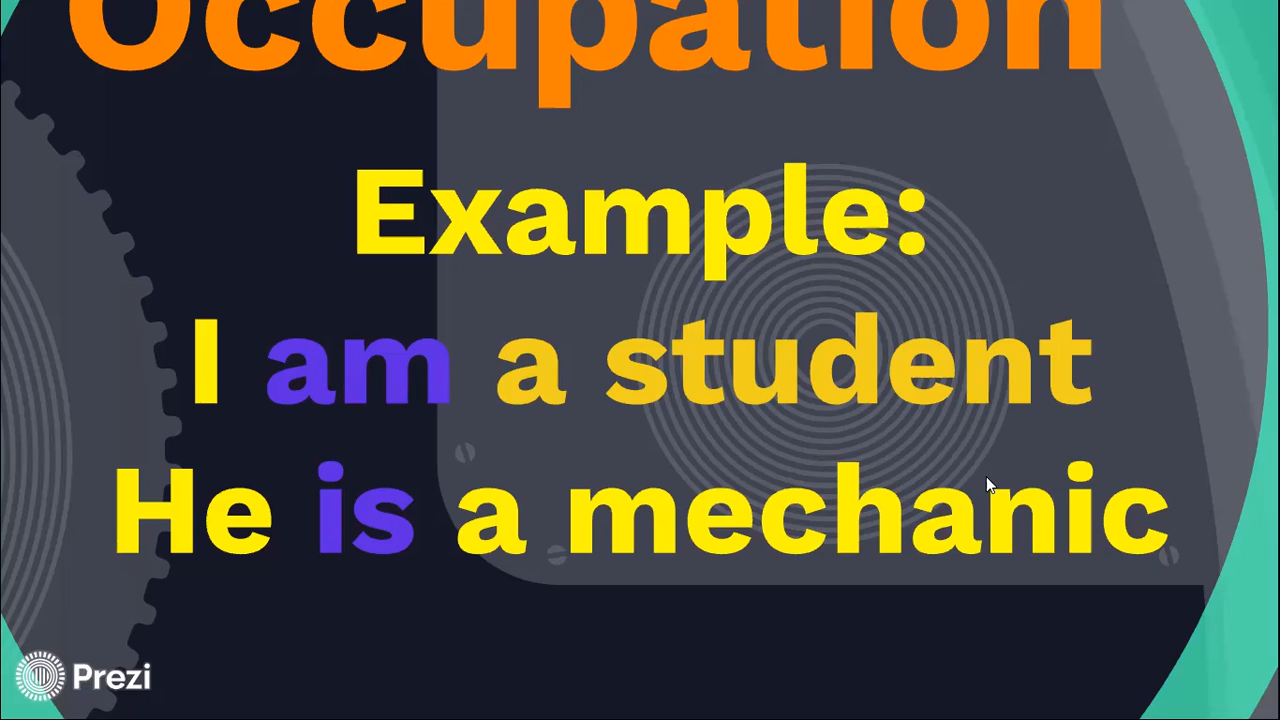 Occupation
Example:
I am a student
He is a mechanic
Prezi